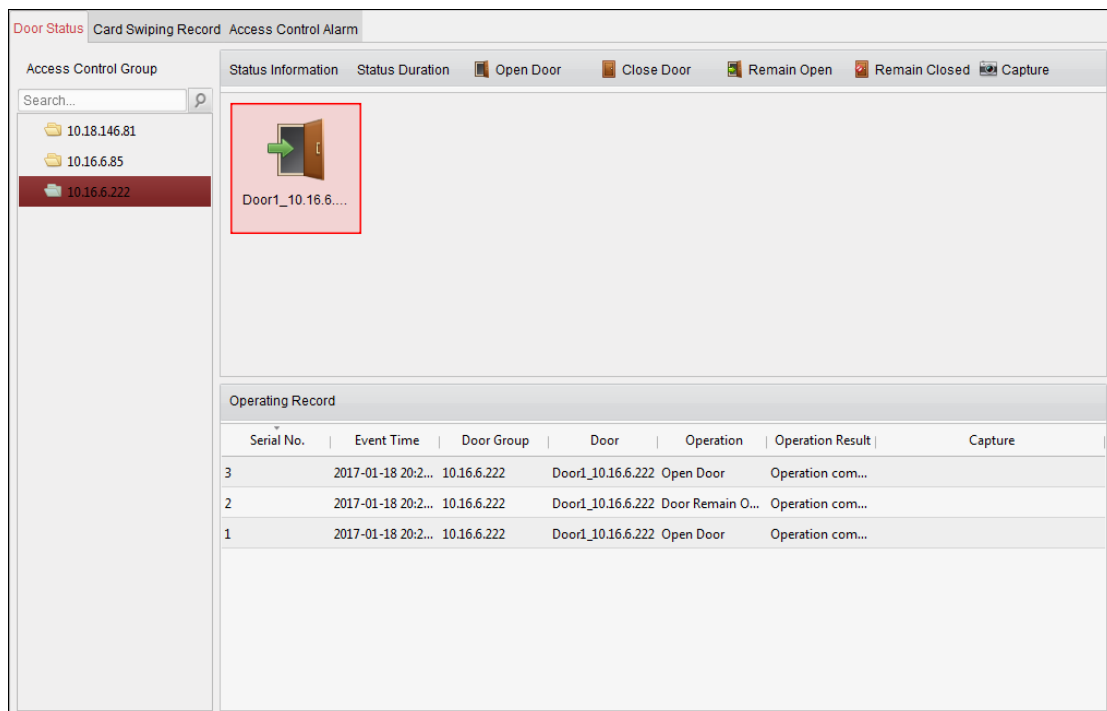 Door Status Card Swiping Record Access Control Alarm
Access Control Group
Search...
10.18.146.81
10.16.6.85
10.16.6.222
Status Information Status Duration Open Door Close Door Remain Open Remain Closed Capture
Door1_10.16.6....
Operating Record
Serial No. Event Time Door Group Door Operation Operation Result Capture
3 2017-01-18 20:2... 10.16.6.222 Door1_10.16.6.222 Open Door Operation com...
2 2017-01-18 20:2... 10.16.6.222 Door1_10.16.6.222 Door Remain O... Operation com...
1 2017-01-18 20:2... 10.16.6.222 Door1_10.16.6.222 Open Door Operation com...